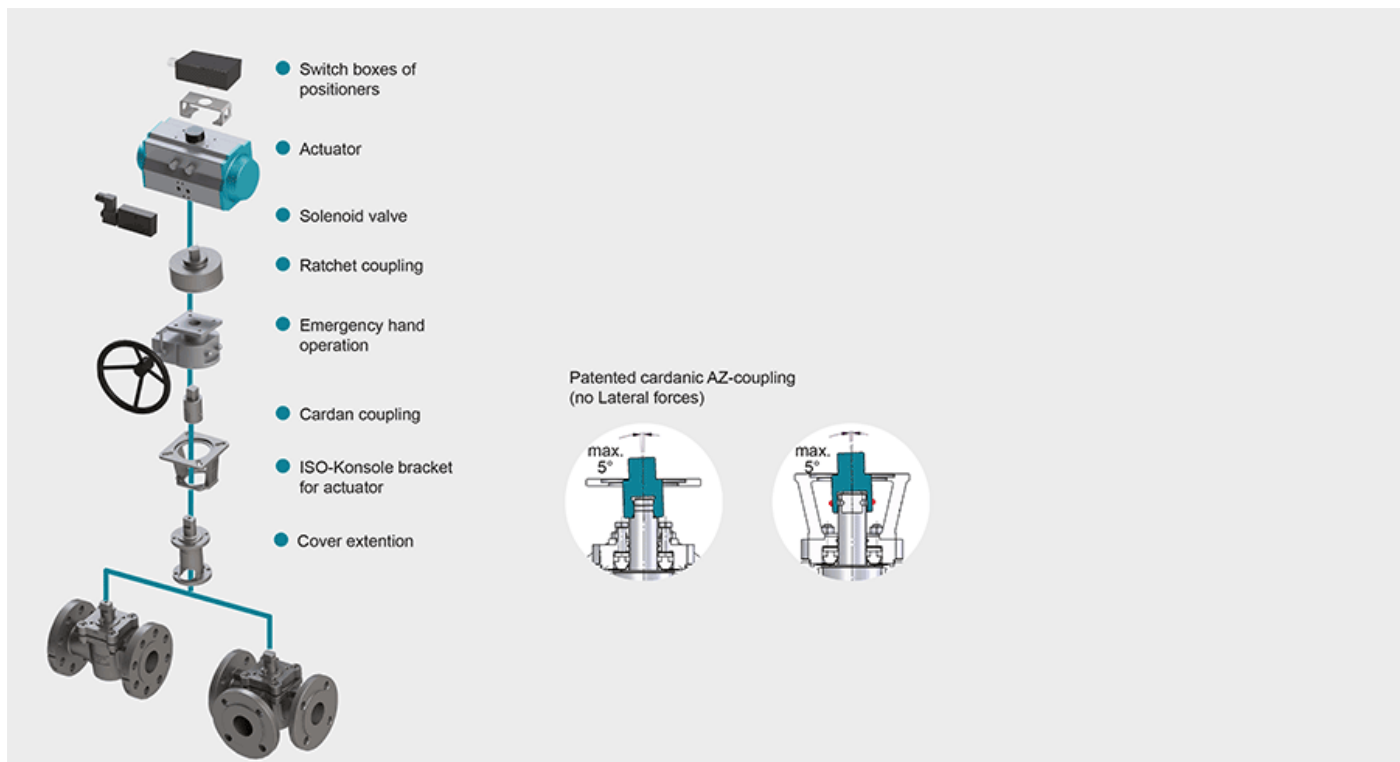 Switch boxes of
positioners
Actuator
Solenoid valve
Ratchet coupling
Emergency hand
operation
Cardan coupling
ISO-Konsole bracket
for actuator
Cover extention
Patented cardanic AZ-coupling
(no Lateral forces)
max.
5°
max.
5°